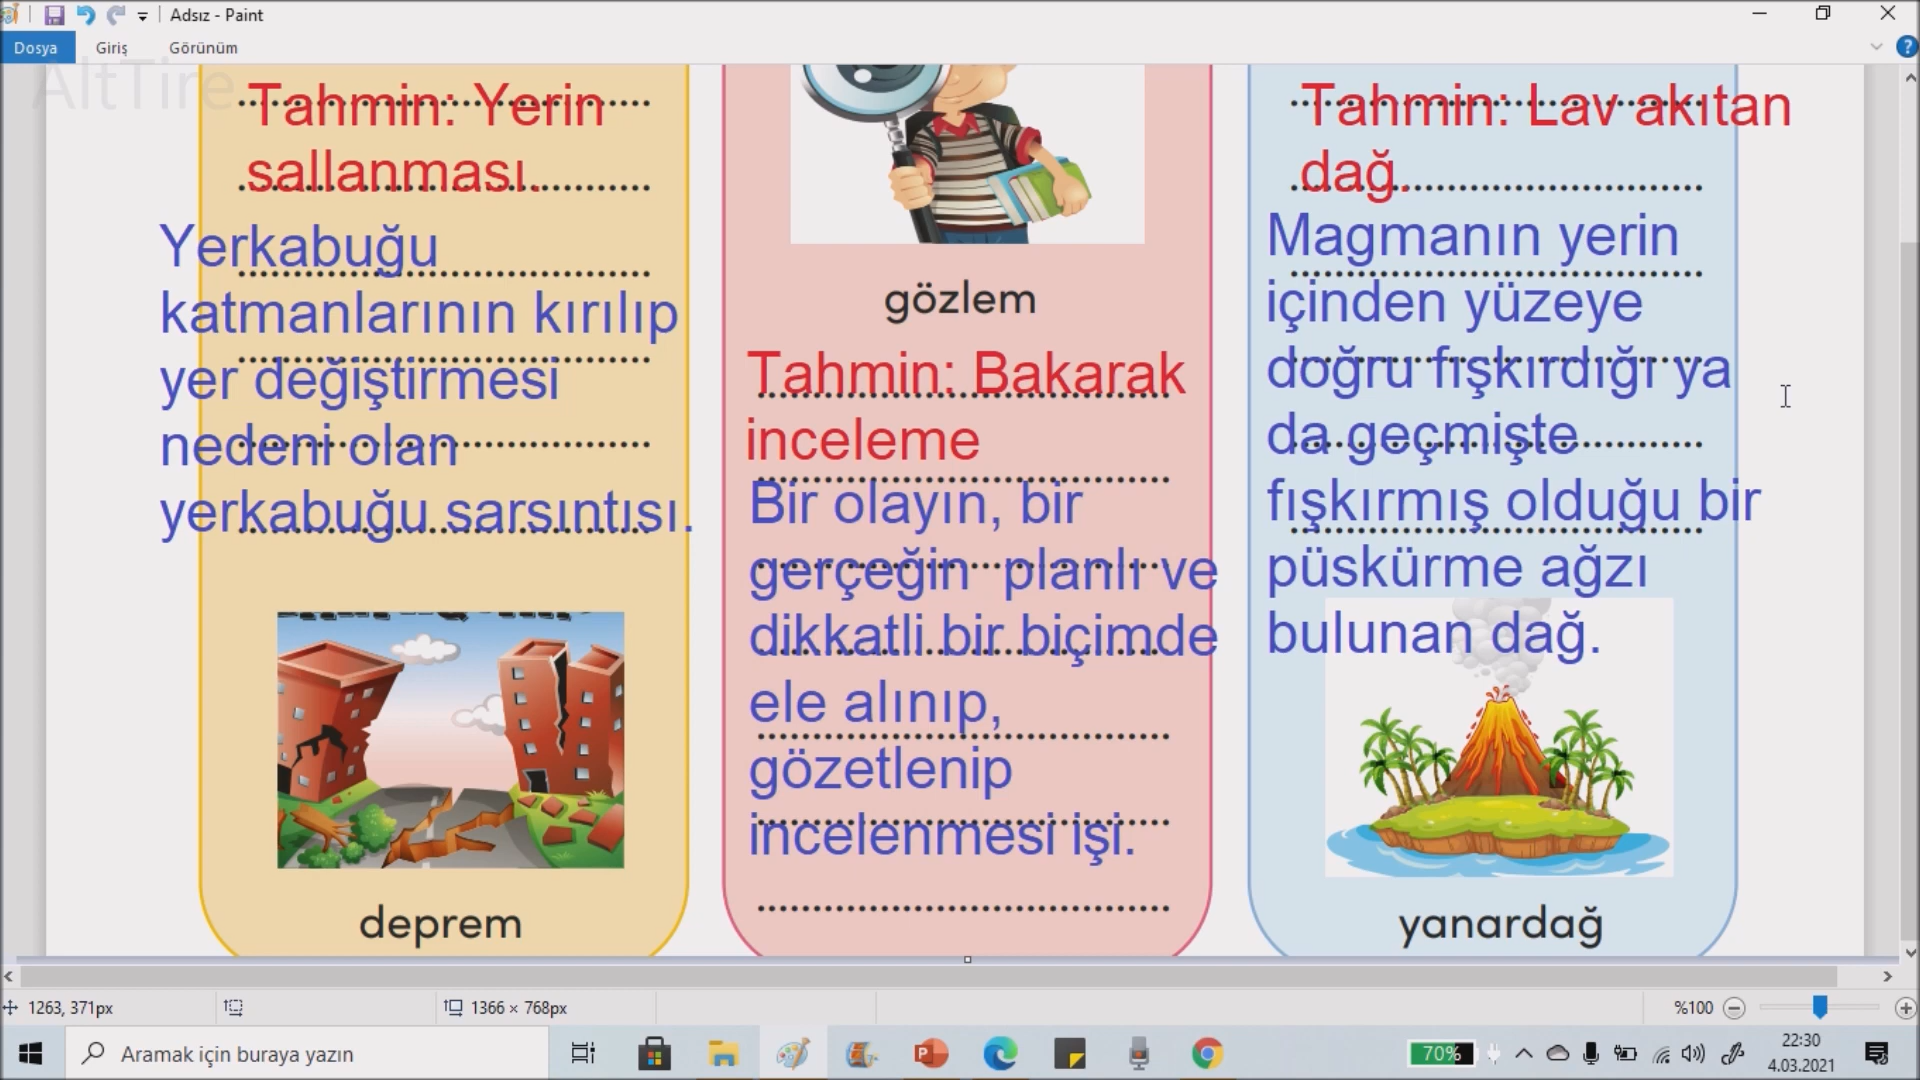 Adsız - Paint
Dosya Giriş Görünüm
AltTire
Tahmin: Yerin
sallanması.
Yerkabuğu
katmanlarının kırılıp
yer değiştirmesi
nedeni olan
yerkabuğu sarsıntısı.
deprem
gözlem
Tahmin: Bakarak
inceleme
Bir olayın, bir
gerçeğin planlı ve
dikkatli bir biçimde
ele alınıp,
gözetlenip
incelenmesi işi.
Tahmin: Lav akıtan
dağ.
Magmanın yerin
içinden yüzeye
doğru fışkırdığı ya
da geçmişte
fışkırmış olduğu bir
püskürme ağzı
bulunan dağ.
yanardağ
1263, 371px
1366 × 768px
%100
Aramak için buraya yazın
70%
22:30
4.03.2021